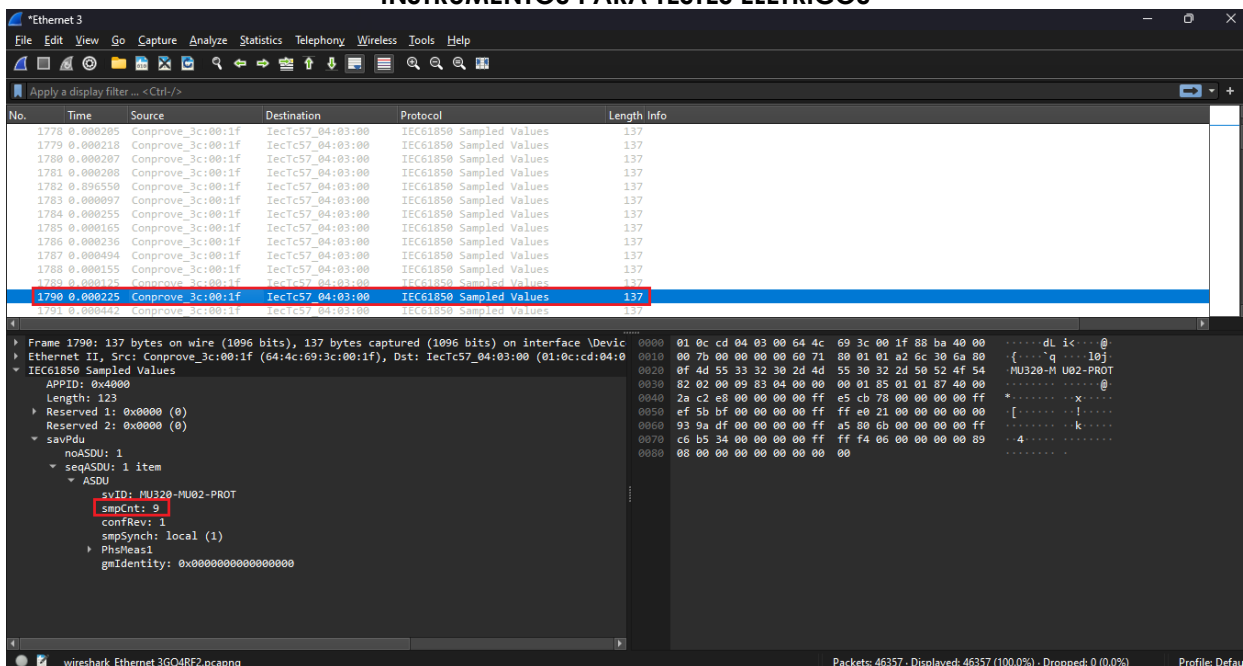 INSTRUMENTOS PARA TESTES ELÉTRICOS
*Ethernet 3
File Edit View Go Capture Analyze Statistics Telephony Wireless Tools Help
Apply a display filter ... <Ctrl-/>
No. Time Source Destination Protocol Length Info
1778 0.000205 Conprove_3c:00:1f IecTc57_04:03:00 IEC61850 Sampled Values 137
1779 0.000218 Conprove_3c:00:1f IecTc57_04:03:00 IEC61850 Sampled Values 137
1780 0.000207 Conprove_3c:00:1f IecTc57_04:03:00 IEC61850 Sampled Values 137
1781 0.000208 Conprove_3c:00:1f IecTc57_04:03:00 IEC61850 Sampled Values 137
1782 0.896550 Conprove_3c:00:1f IecTc57_04:03:00 IEC61850 Sampled Values 137
1783 0.000097 Conprove_3c:00:1f IecTc57_04:03:00 IEC61850 Sampled Values 137
1784 0.000255 Conprove_3c:00:1f IecTc57_04:03:00 IEC61850 Sampled Values 137
1785 0.000165 Conprove_3c:00:1f IecTc57_04:03:00 IEC61850 Sampled Values 137
1786 0.000236 Conprove_3c:00:1f IecTc57_04:03:00 IEC61850 Sampled Values 137
1787 0.000494 Conprove_3c:00:1f IecTc57_04:03:00 IEC61850 Sampled Values 137
1788 0.000155 Conprove_3c:00:1f IecTc57_04:03:00 IEC61850 Sampled Values 137
1789 0.000125 Conprove_3c:00:1f IecTc57_04:03:00 IEC61850 Sampled Values 137
1790 0.000225 Conprove_3c:00:1f IecTc57_04:03:00 IEC61850 Sampled Values 137
1791 0.000442 Conprove_3c:00:1f IecTc57_04:03:00 IEC61850 Sampled Values 137
Frame 1790: 137 bytes on wire (1096 bits), 137 bytes captured (1096 bits) on interface \Devic
Ethernet II, Src: Conprove_3c:00:1f (64:4c:69:3c:00:1f), Dst: IecTc57_04:03:00 (01:0c:cd:04:0
IEC61850 Sampled Values
APPID: 0x4000
Length: 123
Reserved 1: 0x0000 (0)
Reserved 2: 0x0000 (0)
savPdu
noASDU: 1
seqASDU: 1 item
ASDU
svID: MU320-MU02-PROT
smpCnt: 9
confRev: 1
smpSynch: local (1)
PhsMeas1
gmIdentity: 0x0000000000000000
0000 01 0c cd 04 03 00 64 4c 69 3c 00 1f 88 ba 40 00 ······dL i<····@·
0010 00 7b 00 00 00 00 60 71 80 01 01 a2 6c 30 6a 80 ·{····`q ····l0j·
0020 0f 4d 55 33 32 30 2d 4d 55 30 32 2d 50 52 4f 54 ·MU320-M U02-PROT
0030 82 02 00 09 83 04 00 00 00 01 85 01 01 87 40 00 ········ ······@·
0040 2a c2 e8 00 00 00 00 ff e5 cb 78 00 00 00 00 ff *······· ··x·····
0050 ef 5b bf 00 00 00 00 ff ff e0 21 00 00 00 00 00 ·[······ ··!·····
0060 93 9a df 00 00 00 00 ff a5 80 6b 00 00 00 00 ff ········ ··k·····
0070 c6 b5 34 00 00 00 00 ff ff f4 06 00 00 00 00 89 ··4····· ········
0080 08 00 00 00 00 00 00 00 00 ········ ·
wireshark_Ethernet 3GO4RF2.pcapng Packets: 46357 · Displayed: 46357 (100.0%) · Dropped: 0 (0.0%) Profile: Defau